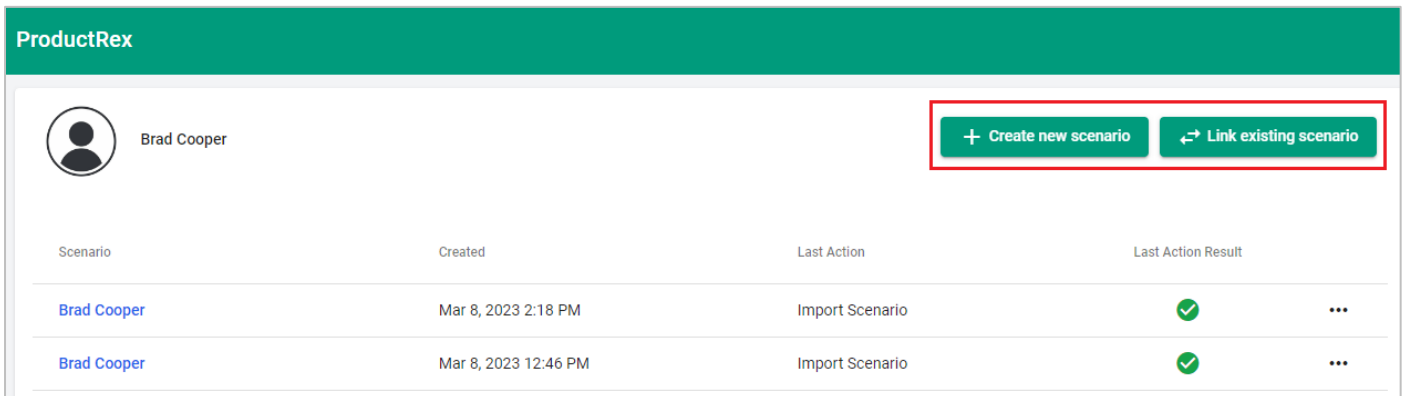 ProductRex
Brad Cooper
+ Create new scenario
Link existing scenario
Scenario Created Last Action Last Action Result
Brad Cooper Mar 8, 2023 2:18 PM Import Scenario •••
Brad Cooper Mar 8, 2023 12:46 PM Import Scenario •••